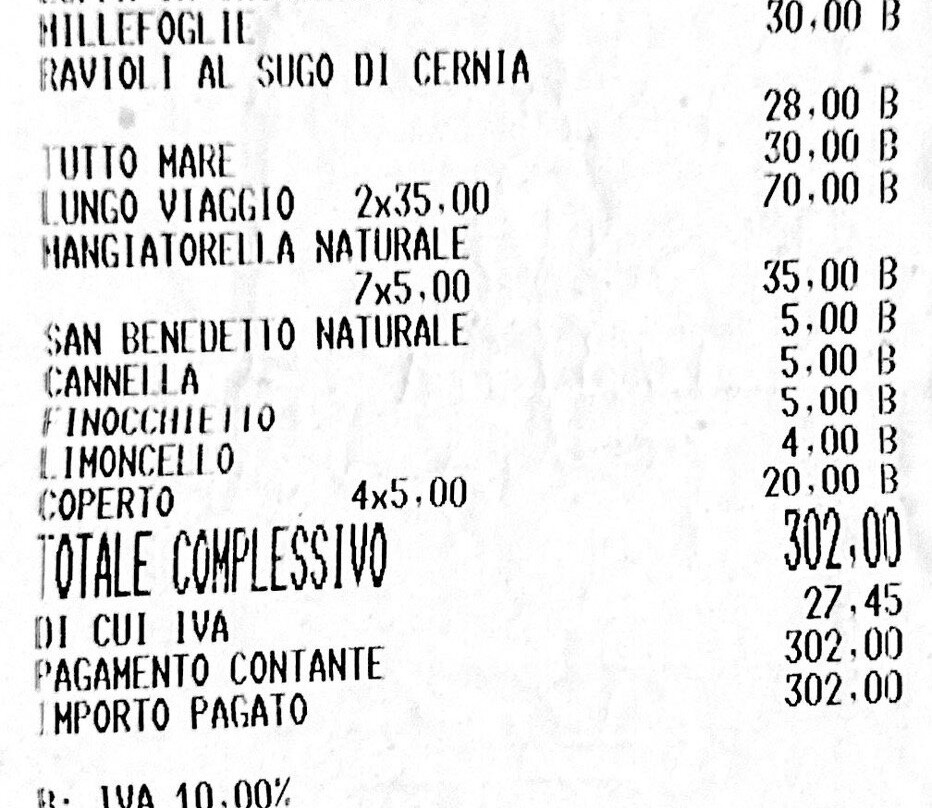 MILLEFOGLIE 30,00 B
RAVIOLI AL SUGO DI CERNIA
28,00 B
TUTTO MARE 30,00 B
LUNGO VIAGGIO 2x35,00 70,00 B
MANGIATORELLA NATURALE
7x5,00 35,00 B
SAN BENEDETTO NATURALE 5,00 B
CANNELLA 5,00 B
FINOCCHIETTO 5,00 B
LIMONCELLO 4,00 B
COPERTO 4x5,00 20,00 B
TOTALE COMPLESSIVO 302,00
DI CUI IVA 27,45
PAGAMENTO CONTANTE 302,00
IMPORTO PAGATO 302,00
B: IVA 10,00%